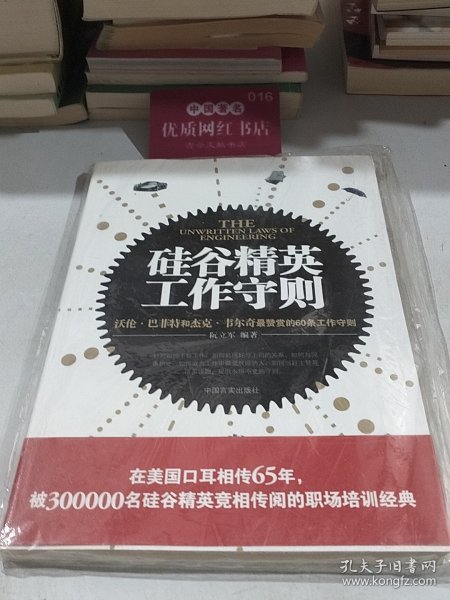 016
中国著名
优质网红书店
THE
UNWRITTEN LAWS OF
ENGINEERING
硅谷精英
工作守则
沃伦·巴菲特和杰克·韦尔奇最赞赏的60条工作守则
阮立军 编著
中国言实出版社
在美国口耳相传65年，
被300000名硅谷精英竞相传阅的职场培训经典
孔夫子旧书网
www.kongfz.com